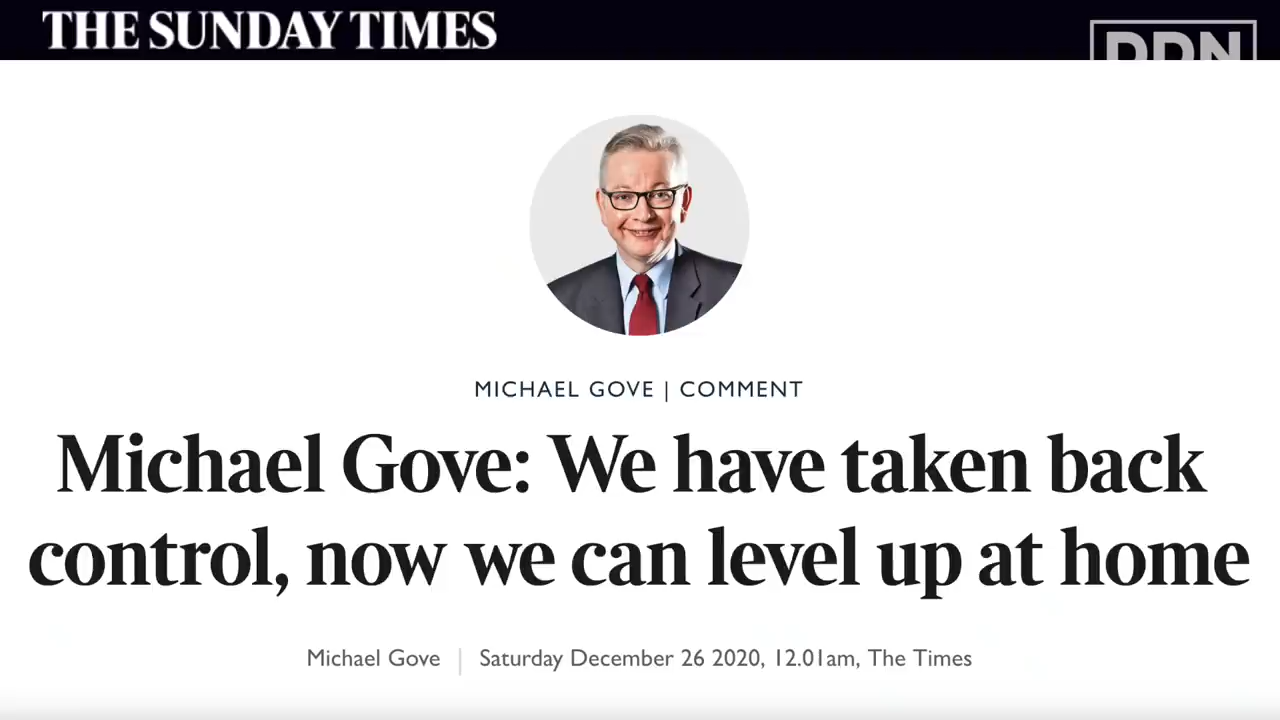 THE SUNDAY TIMES
DDN
MICHAEL GOVE | COMMENT
Michael Gove: We have taken back
control, now we can level up at home
Michael Gove | Saturday December 26 2020, 12.01am, The Times